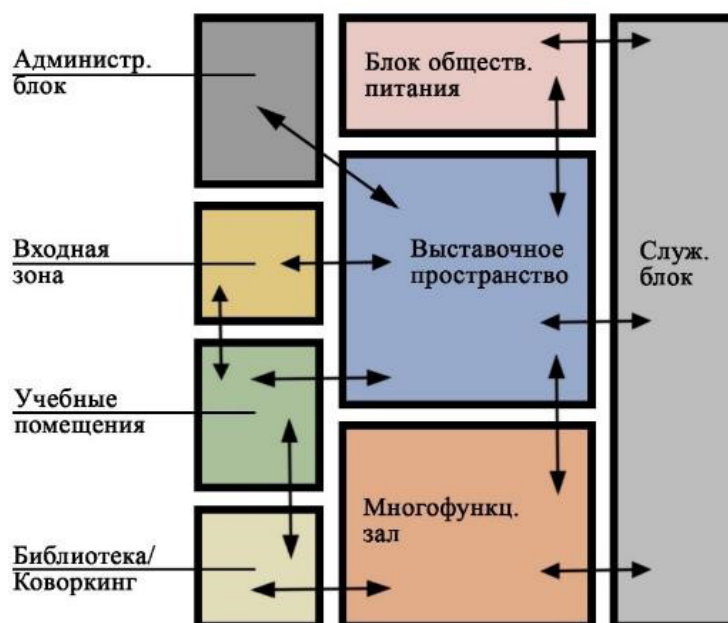 Администр.
блок
Блок обществ.
питания
Входная
зона
Выставочное
пространство
Служ.
блок
Учебные
помещения
Многофункц.
зал
Библиотека/
Коворкинг